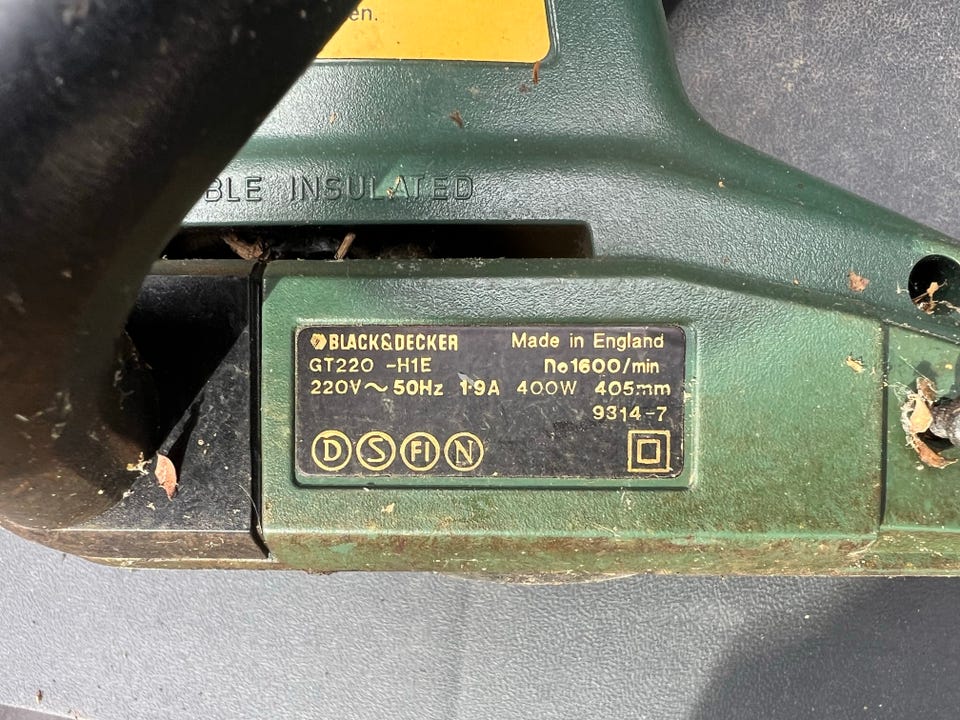 en.
BLE INSULATED
BLACK&DECKER Made in England
GT220 -H1E no1600/min
220V~ 50Hz 1·9A 400W 405mm
9314-7
D S FI N